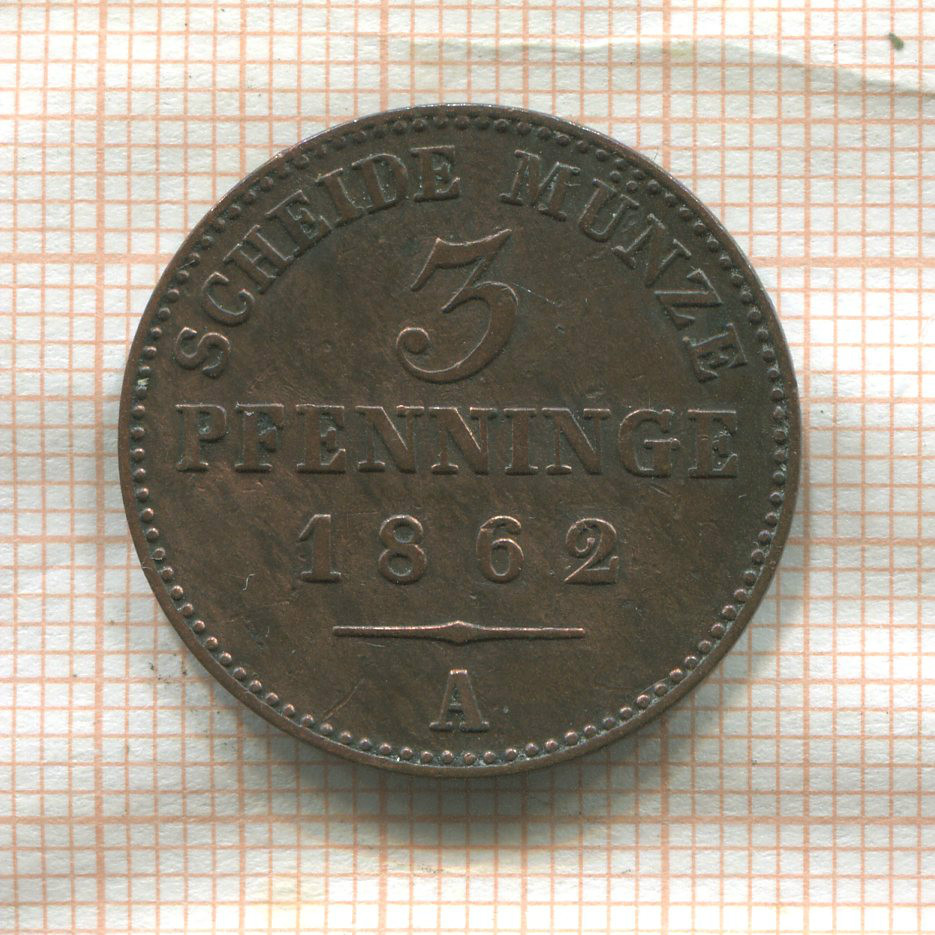 SCHEIDE MÜNZE
3
PFENNINGE
1862
A